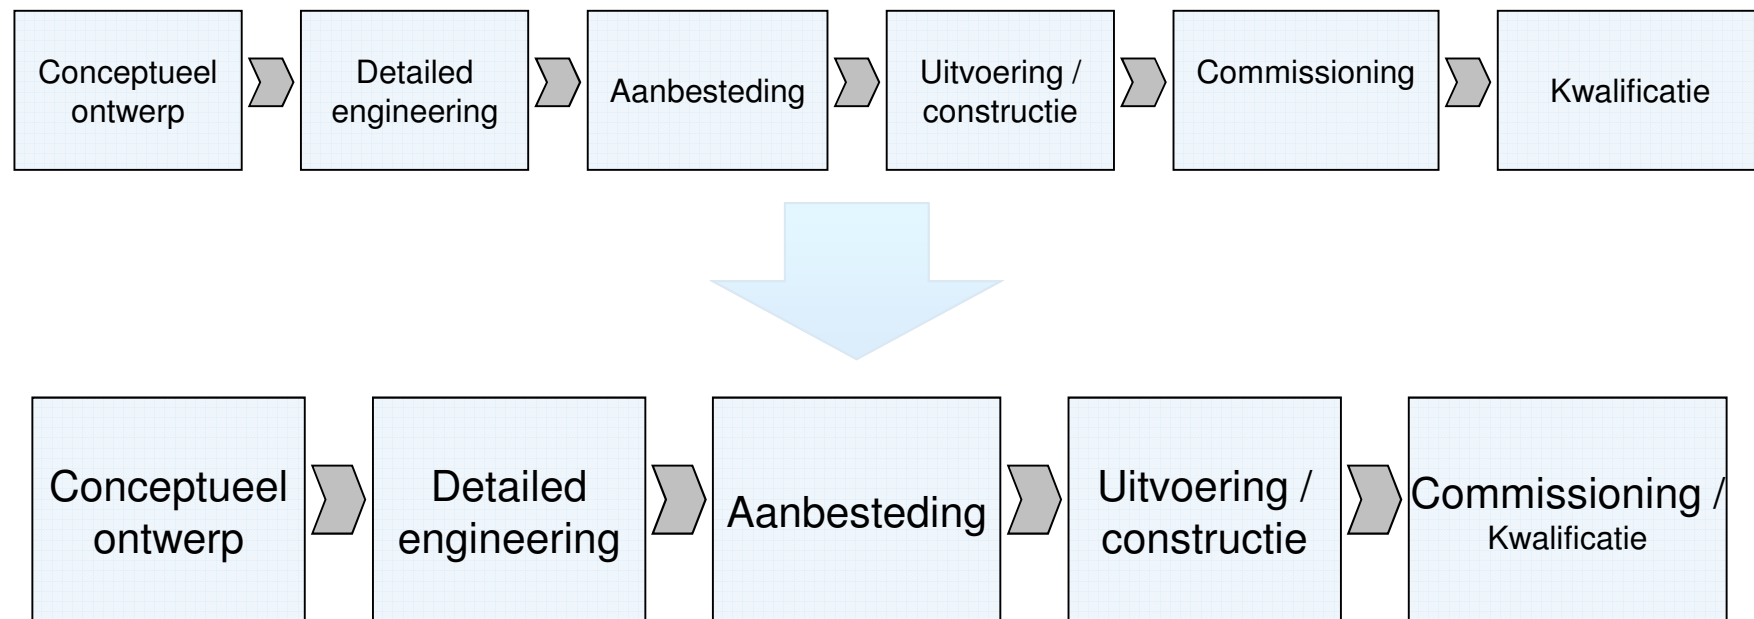 Conceptueel
ontwerp
Detailed
engineering
Aanbesteding
Uitvoering /
constructie
Commissioning
Kwalificatie
Conceptueel
ontwerp
Detailed
engineering
Aanbesteding
Uitvoering /
constructie
Commissioning /
Kwalificatie